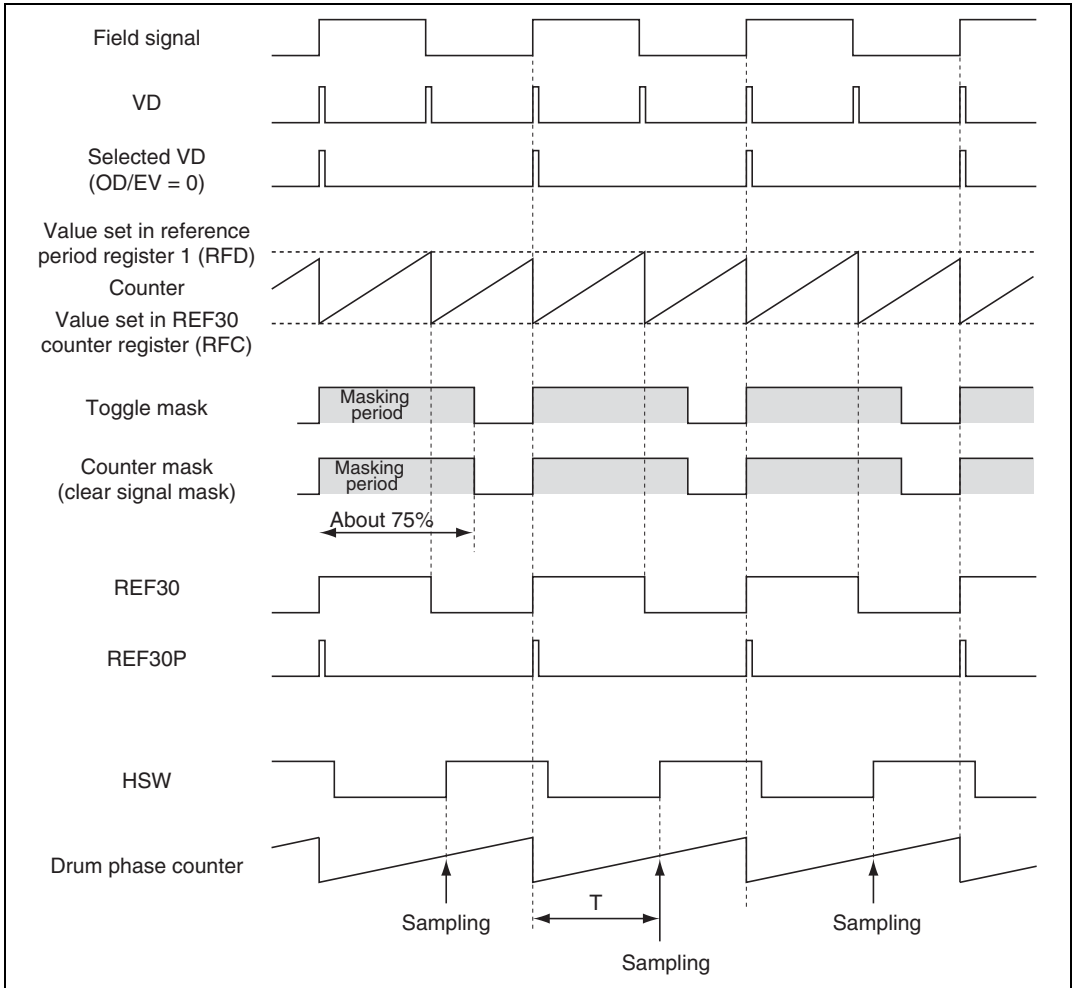 Field signal
VD
Selected VD
(OD/EV = 0)
Value set in reference
period register 1 (RFD)
Counter
Value set in REF30
counter register (RFC)
Toggle mask
Masking
period
Counter mask
(clear signal mask)
Masking
period
About 75%
REF30
REF30P
HSW
Drum phase counter
Sampling
T
Sampling
Sampling